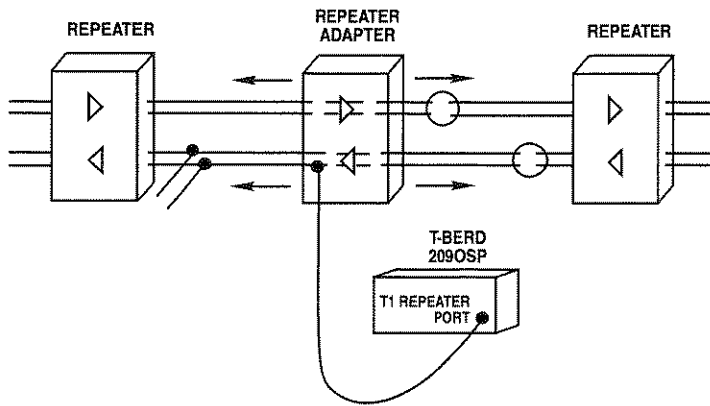 REPEATER
REPEATER
ADAPTER
REPEATER
T-BERD
209OSP
T1 REPEATER
PORT